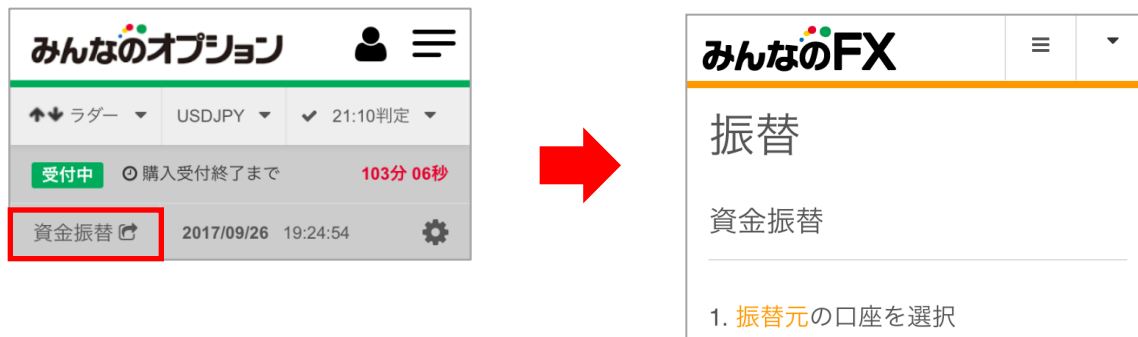 みんなのオプション
ラダー USDJPY 21:10判定
受付中 購入受付終了まで 103分 06秒
資金振替 2017/09/26 19:24:54
みんなのFX
振替
資金振替
1. 振替元の口座を選択